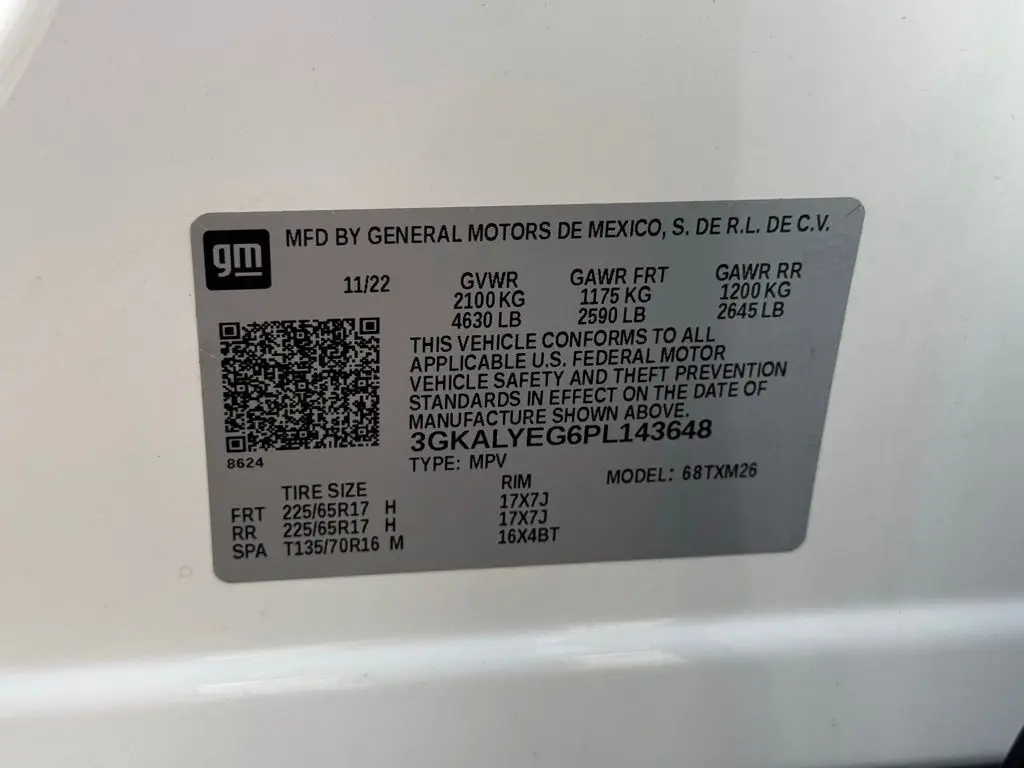 gm
MFD BY GENERAL MOTORS DE MEXICO, S. DE R.L. DE C.V.
11/22 GVWR GAWR FRT GAWR RR
2100 KG 1175 KG 1200 KG
4630 LB 2590 LB 2645 LB
THIS VEHICLE CONFORMS TO ALL
APPLICABLE U.S. FEDERAL MOTOR
VEHICLE SAFETY AND THEFT PREVENTION
STANDARDS IN EFFECT ON THE DATE OF
MANUFACTURE SHOWN ABOVE.
3GKALYEG6PL143648
8624
TYPE: MPV MODEL: 68TXM26
TIRE SIZE RIM
FRT 225/65R17 H 17X7J
RR 225/65R17 H 17X7J
SPA T135/70R16 M 16X4BT